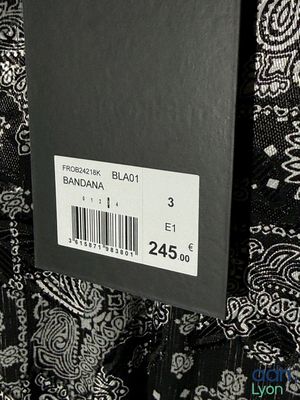 FROB24218K BLA01
BANDANA
0 1 2 3 4
3
E1
3 615871 983801
245.00 €
Lyon